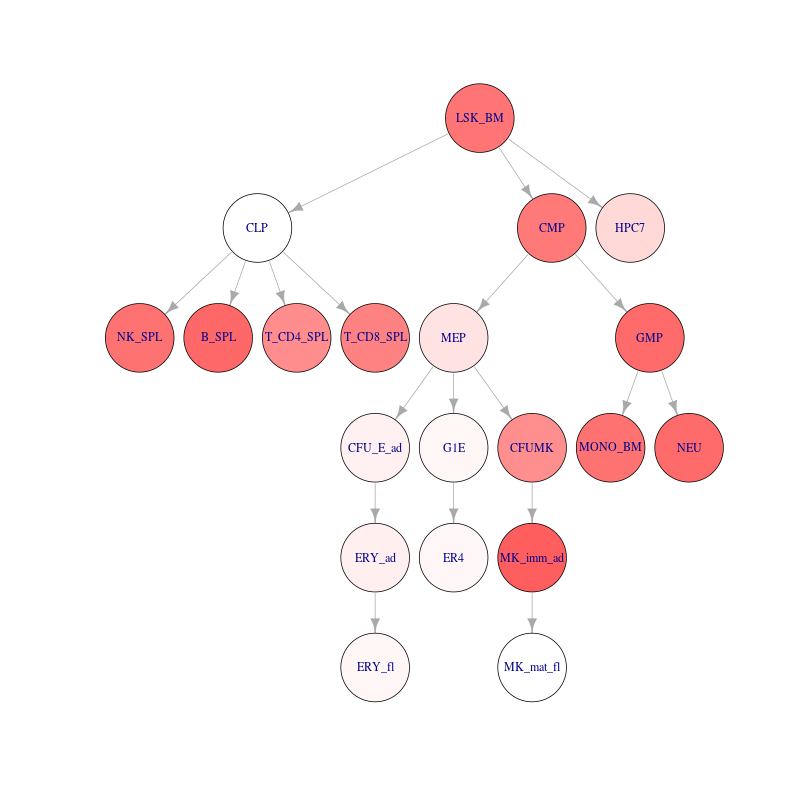 LSK_BM
CLP
CMP
HPC7
NK_SPL
B_SPL
T_CD4_SPL
T_CD8_SPL
MEP
GMP
CFU_E_ad
G1E
CFUMK
MONO_BM
NEU
ERY_ad
ER4
MK_imm_ad
ERY_fl
MK_mat_fl